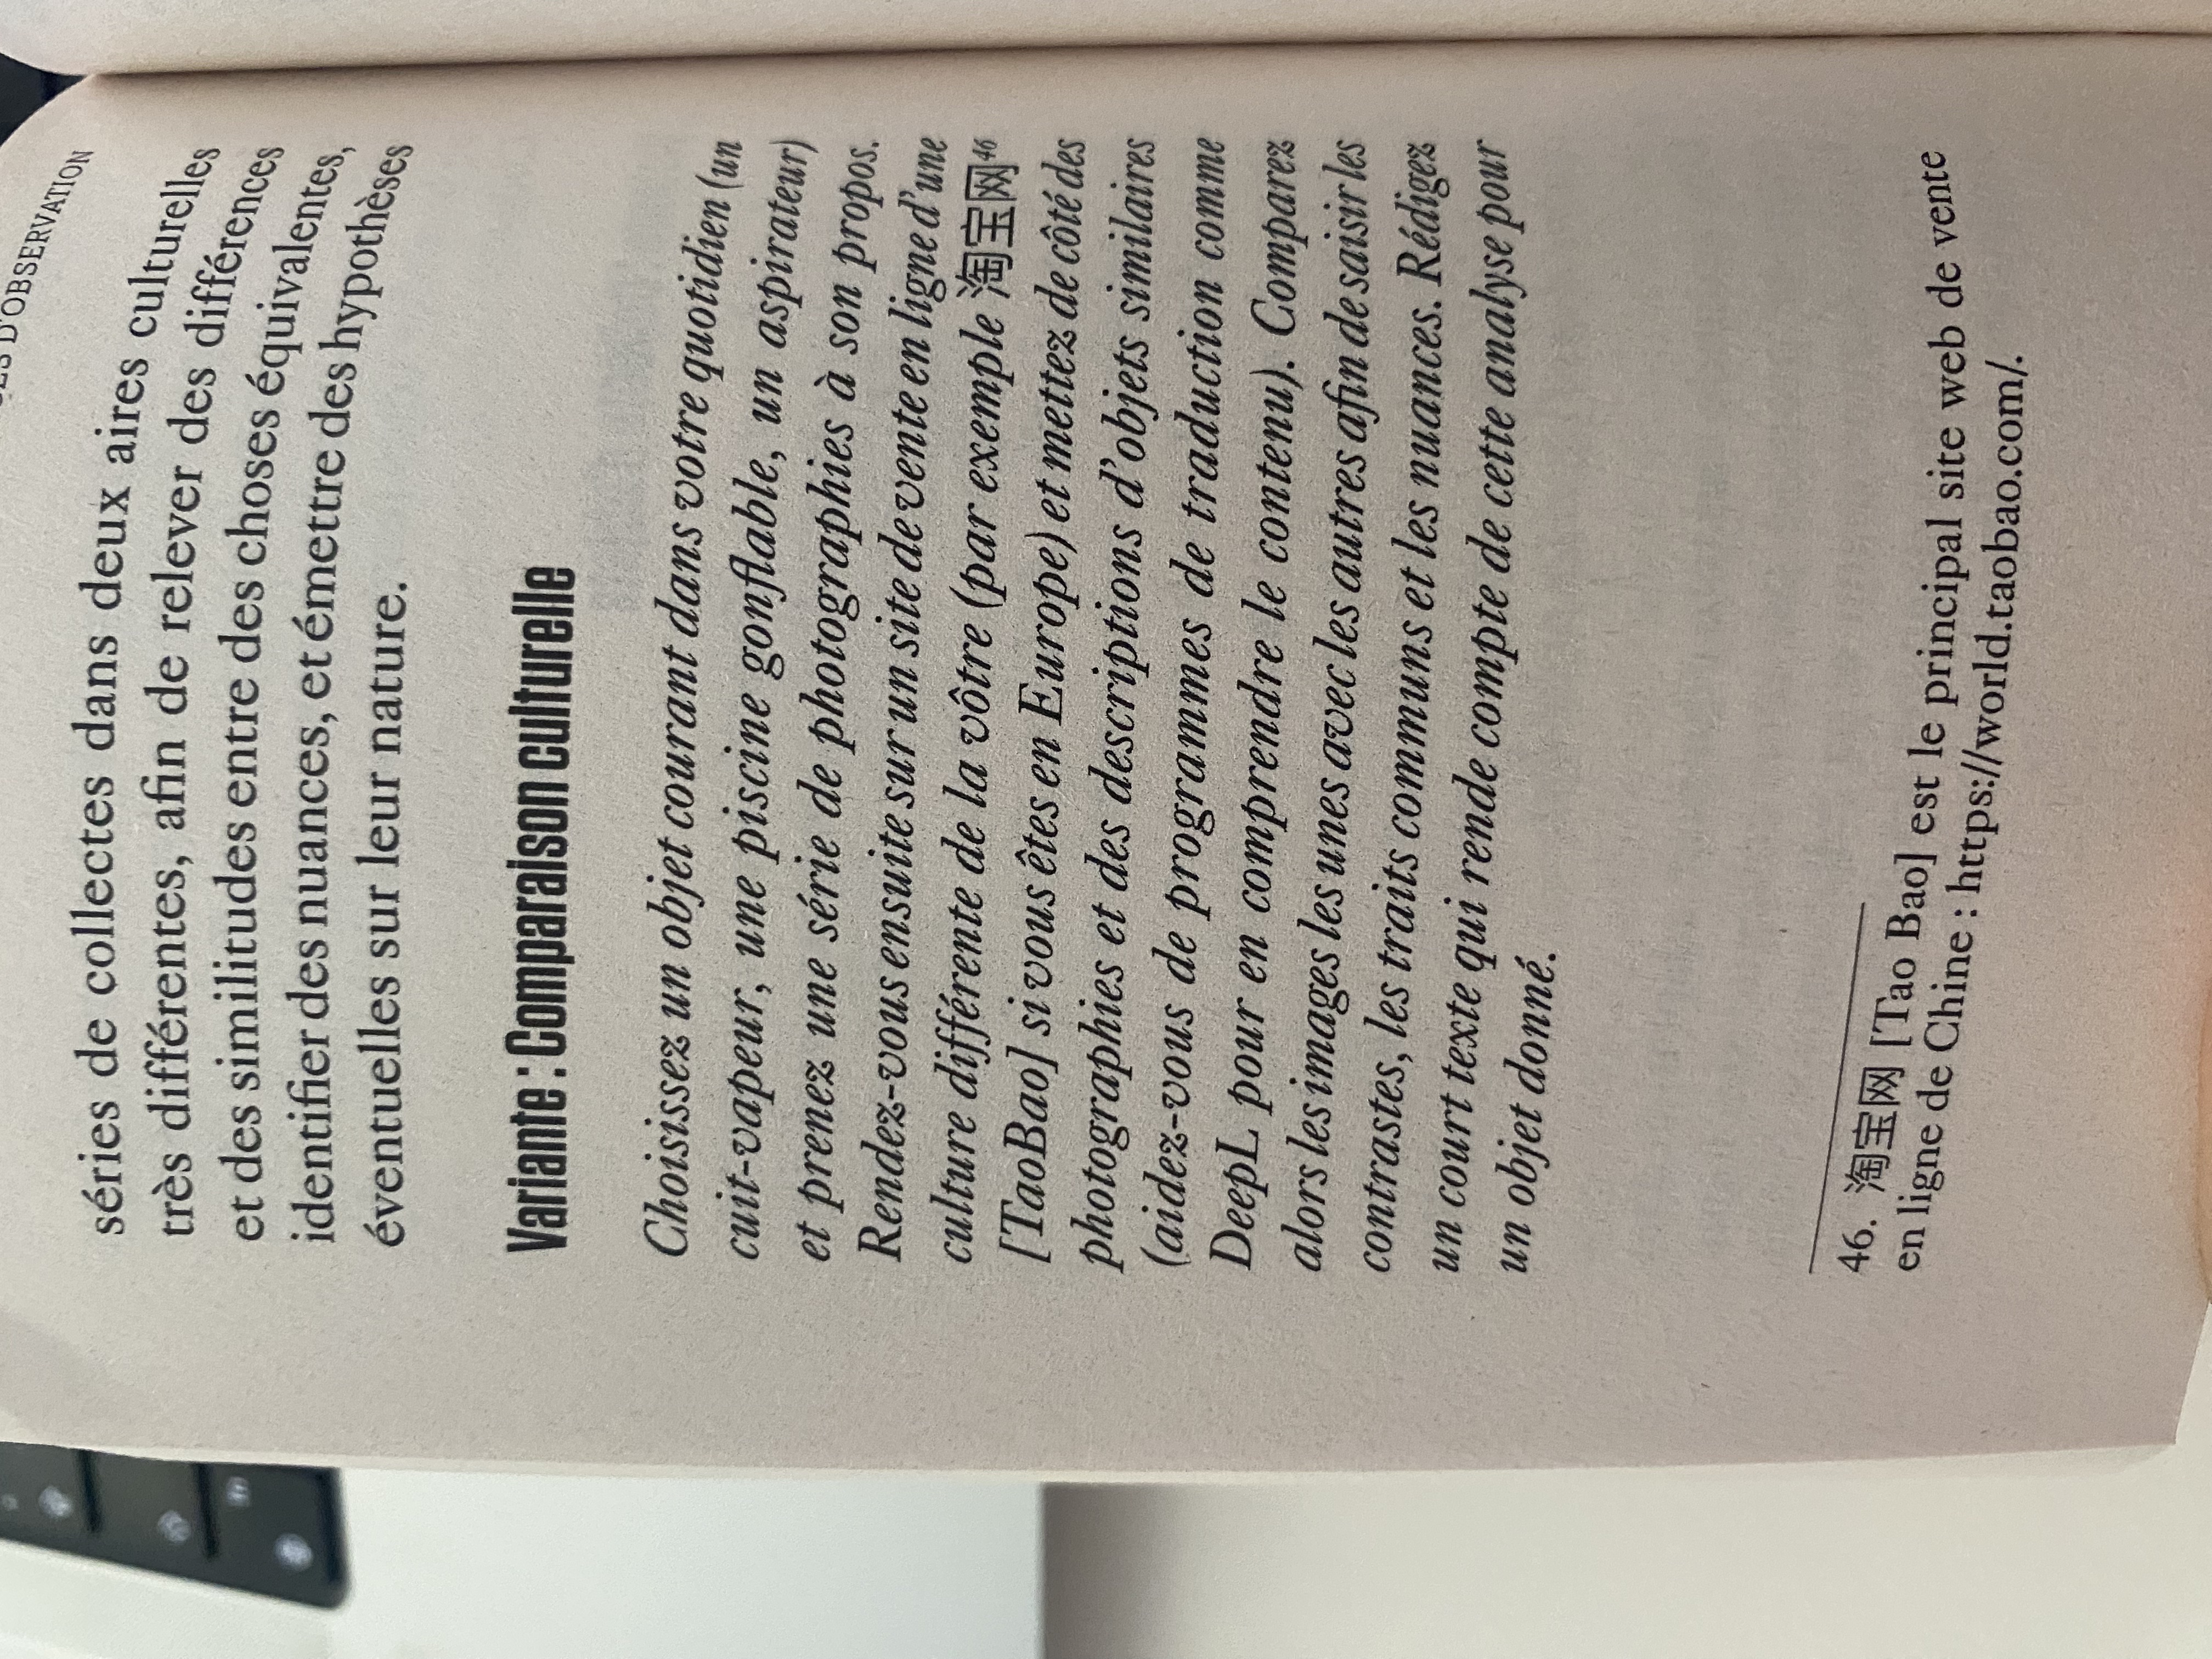 D'OBSERVATION
séries de collectes dans deux aires culturelles
très différentes, afin de relever des différences
et des similitudes entre des choses équivalentes,
identifier des nuances, et émettre des hypothèses
éventuelles sur leur nature.
Variante : Comparaison culturelle
Choisissez un objet courant dans votre quotidien (un
cuit-vapeur, une piscine gonflable, un aspirateur)
et prenez une série de photographies à son propos.
Rendez-vous ensuite sur un site de vente en ligne d'une
culture différente de la vôtre (par exemple 淘宝网46
[TaoBao] si vous êtes en Europe) et mettez de côté des
photographies et des descriptions d'objets similaires
(aidez-vous de programmes de traduction comme
DeepL pour en comprendre le contenu). Comparez
alors les images les unes avec les autres afin de saisir les
contrastes, les traits communs et les nuances. Rédigez
un court texte qui rende compte de cette analyse pour
un objet donné.
46. 淘宝网 [Tao Bao] est le principal site web de vente
en ligne de Chine : https://world.taobao.com/.